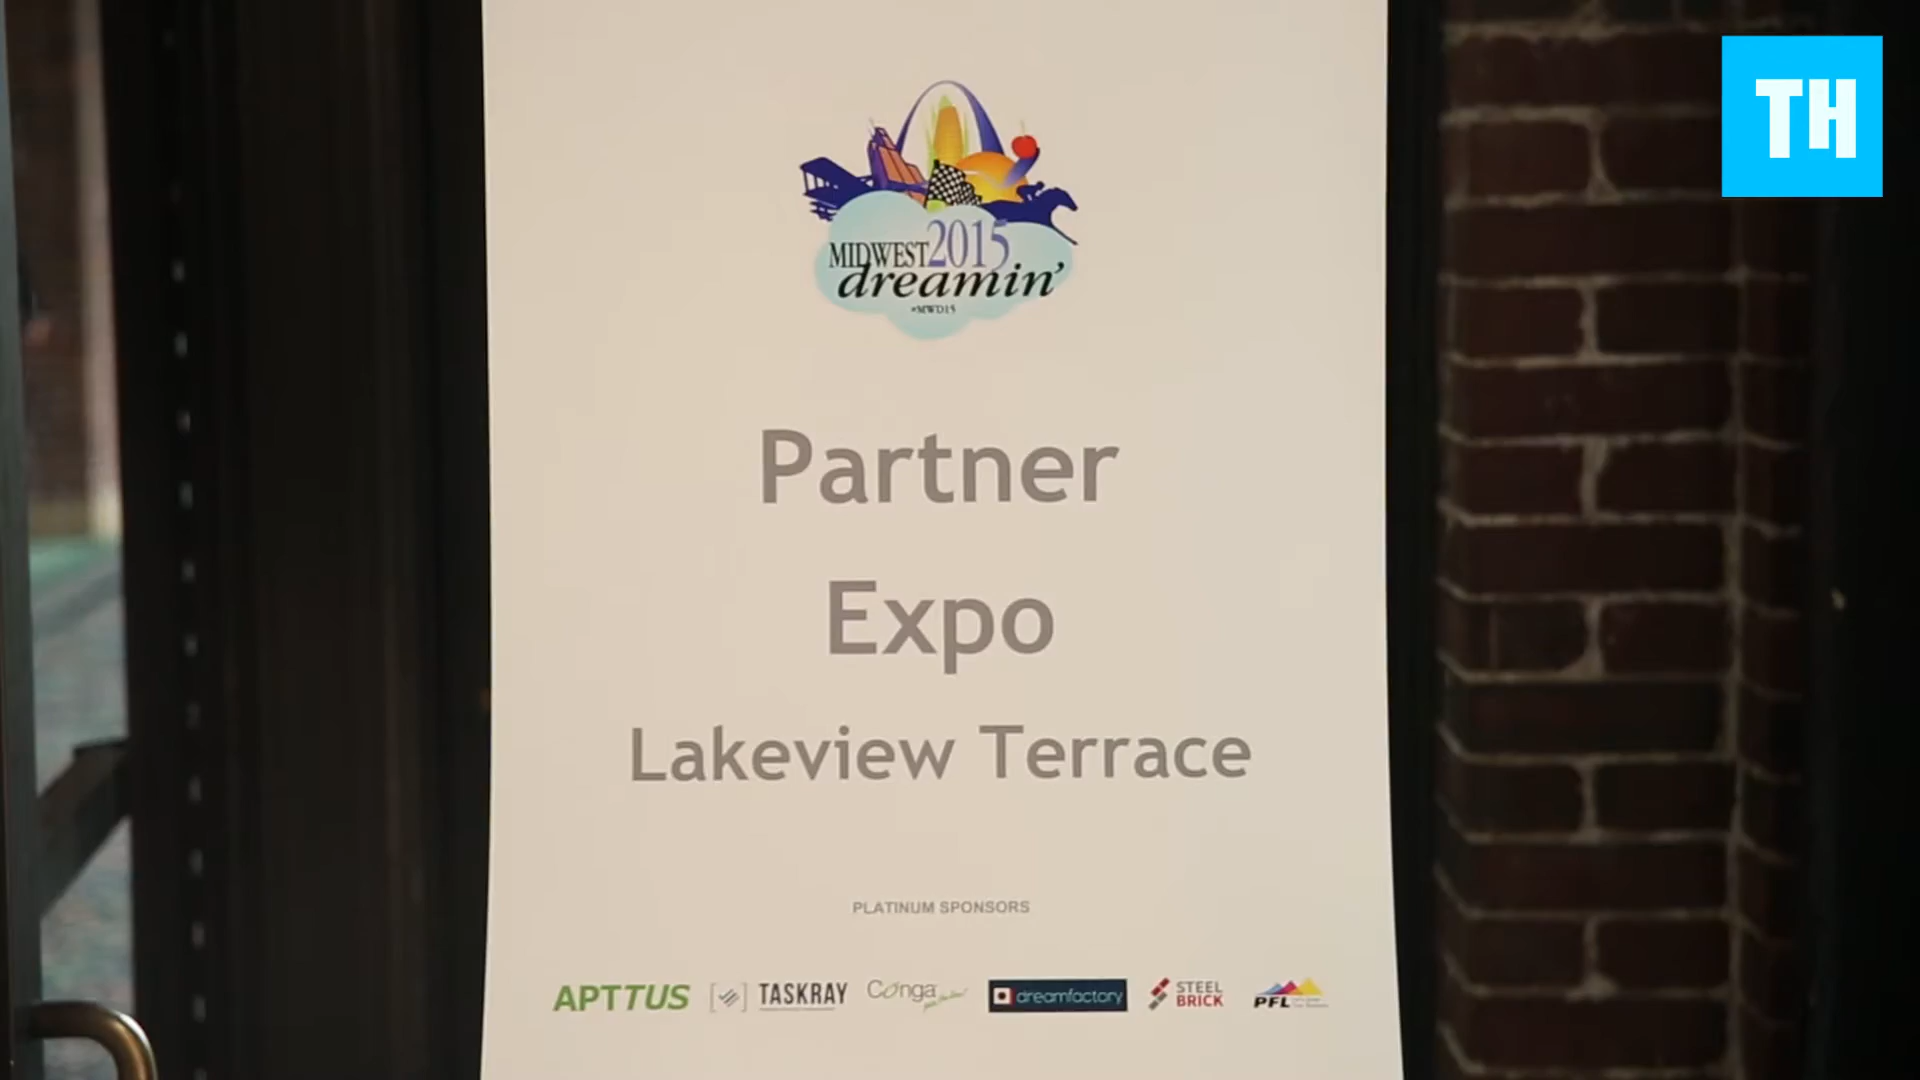 TH
MIDWEST 2015
dreamin'
#MWD15
Partner
Expo
Lakeview Terrace
PLATINUM SPONSORS
APTTUS TASKRAY Conga dreamfactory STEEL BRICK PFL